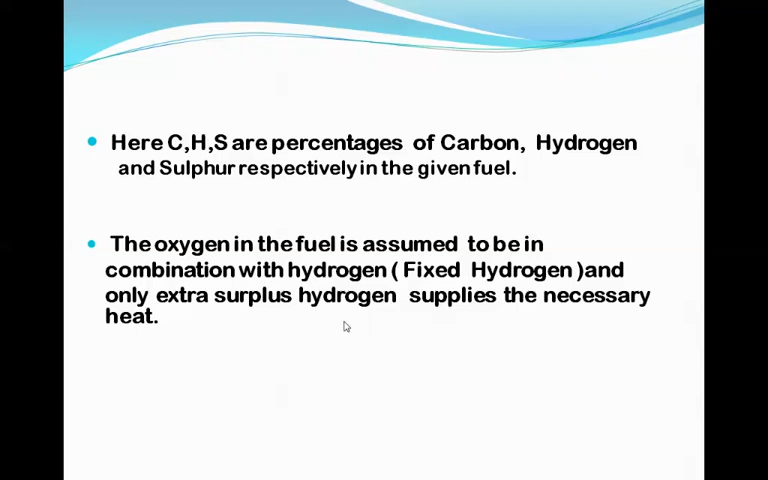 Here C,H,S are percentages of Carbon, Hydrogen
and Sulphur respectively in the given fuel.
The oxygen in the fuel is assumed to be in
combination with hydrogen ( Fixed Hydrogen )and
only extra surplus hydrogen supplies the necessary
heat.